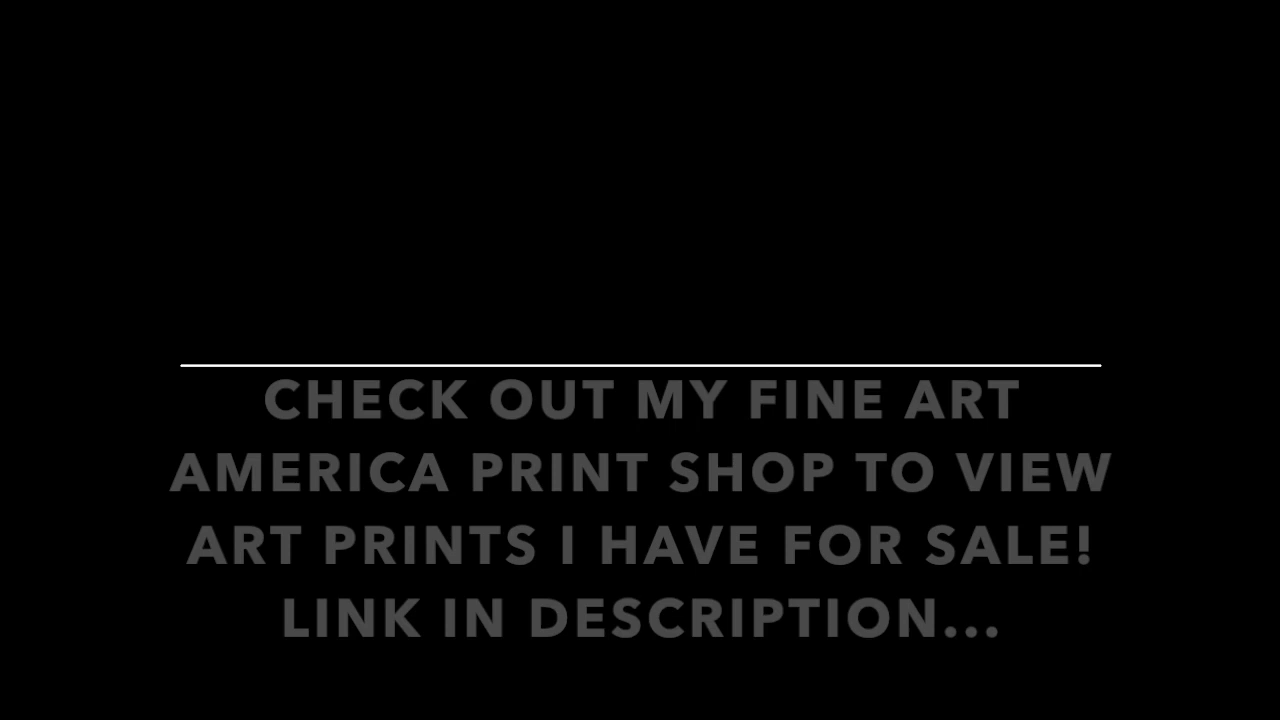 CHECK OUT MY FINE ART
AMERICA PRINT SHOP TO VIEW
ART PRINTS I HAVE FOR SALE!
LINK IN DESCRIPTION...